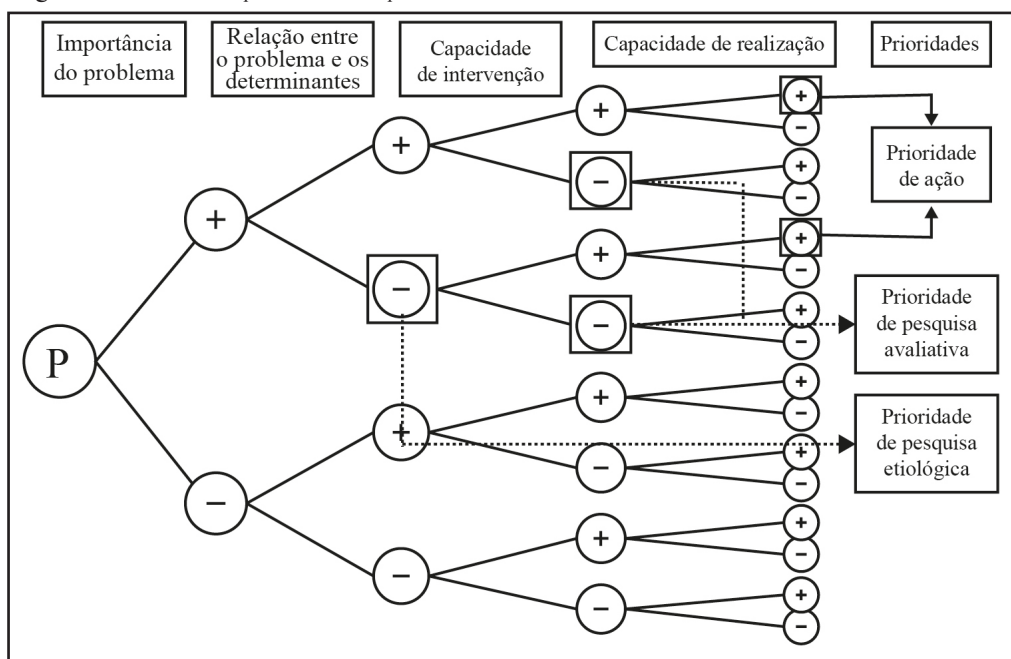 Importância
do problema
Relação entre
o problema e os
determinantes
Capacidade
de intervenção
Capacidade de realização
Prioridades
P
+
−
+
−
+
−
+
−
+
−
+
−
+
−
+
−
+
−
+
−
+
−
+
−
+
−
+
−
+
−
Prioridade
de ação
Prioridade
de pesquisa
avaliativa
Prioridade
de pesquisa
etiológica